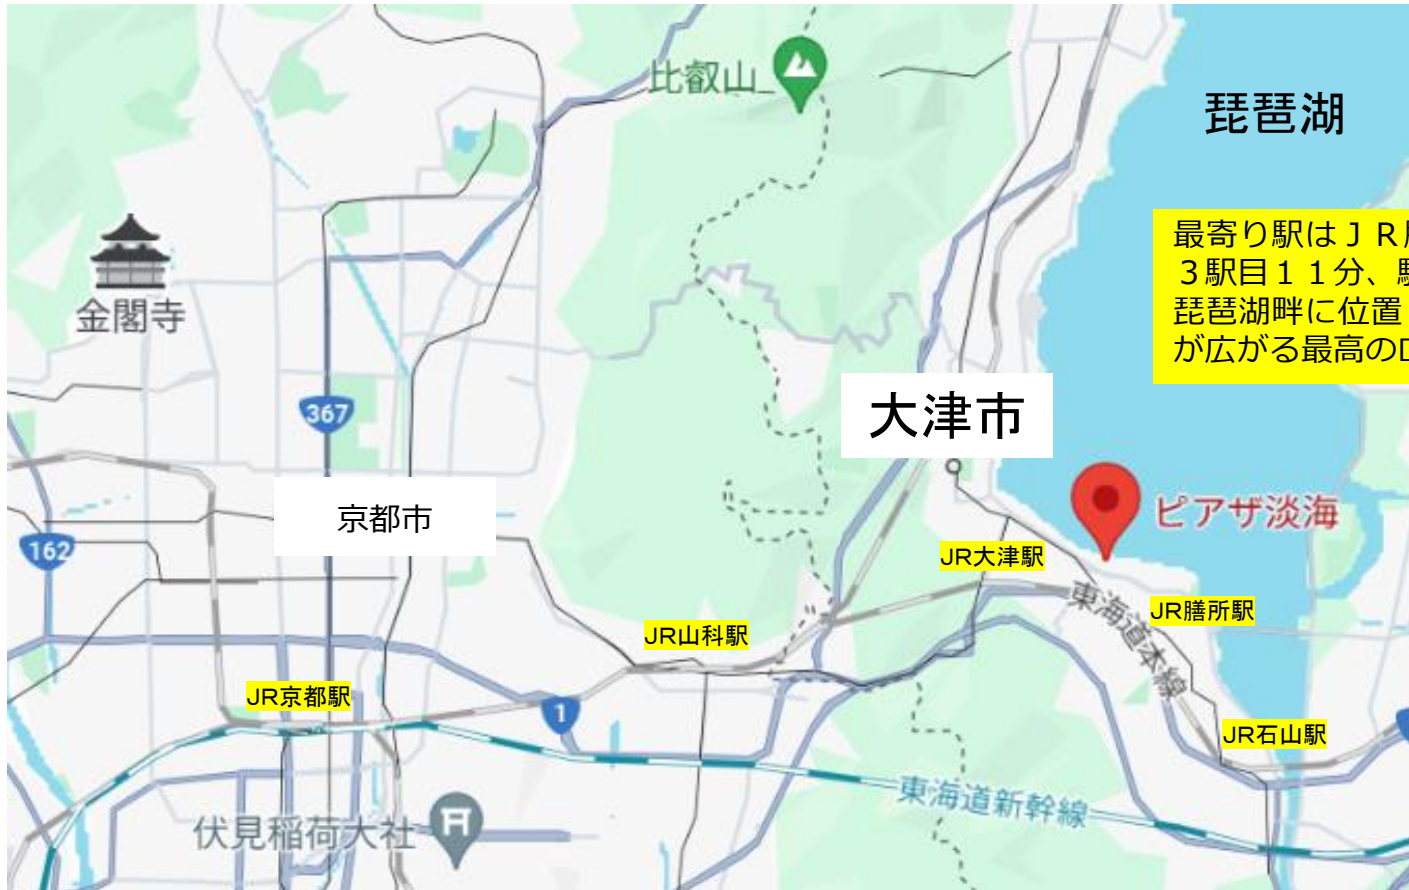 比叡山
琵琶湖
最寄り駅はＪＲ
３駅目１１分、
琵琶湖畔に位置
が広がる最高の
金閣寺
367
大津市
京都市
ピアザ淡海
162
JR大津駅
東海道本線
JR膳所駅
JR山科駅
JR京都駅
1
JR石山駅
東海道新幹線
伏見稲荷大社